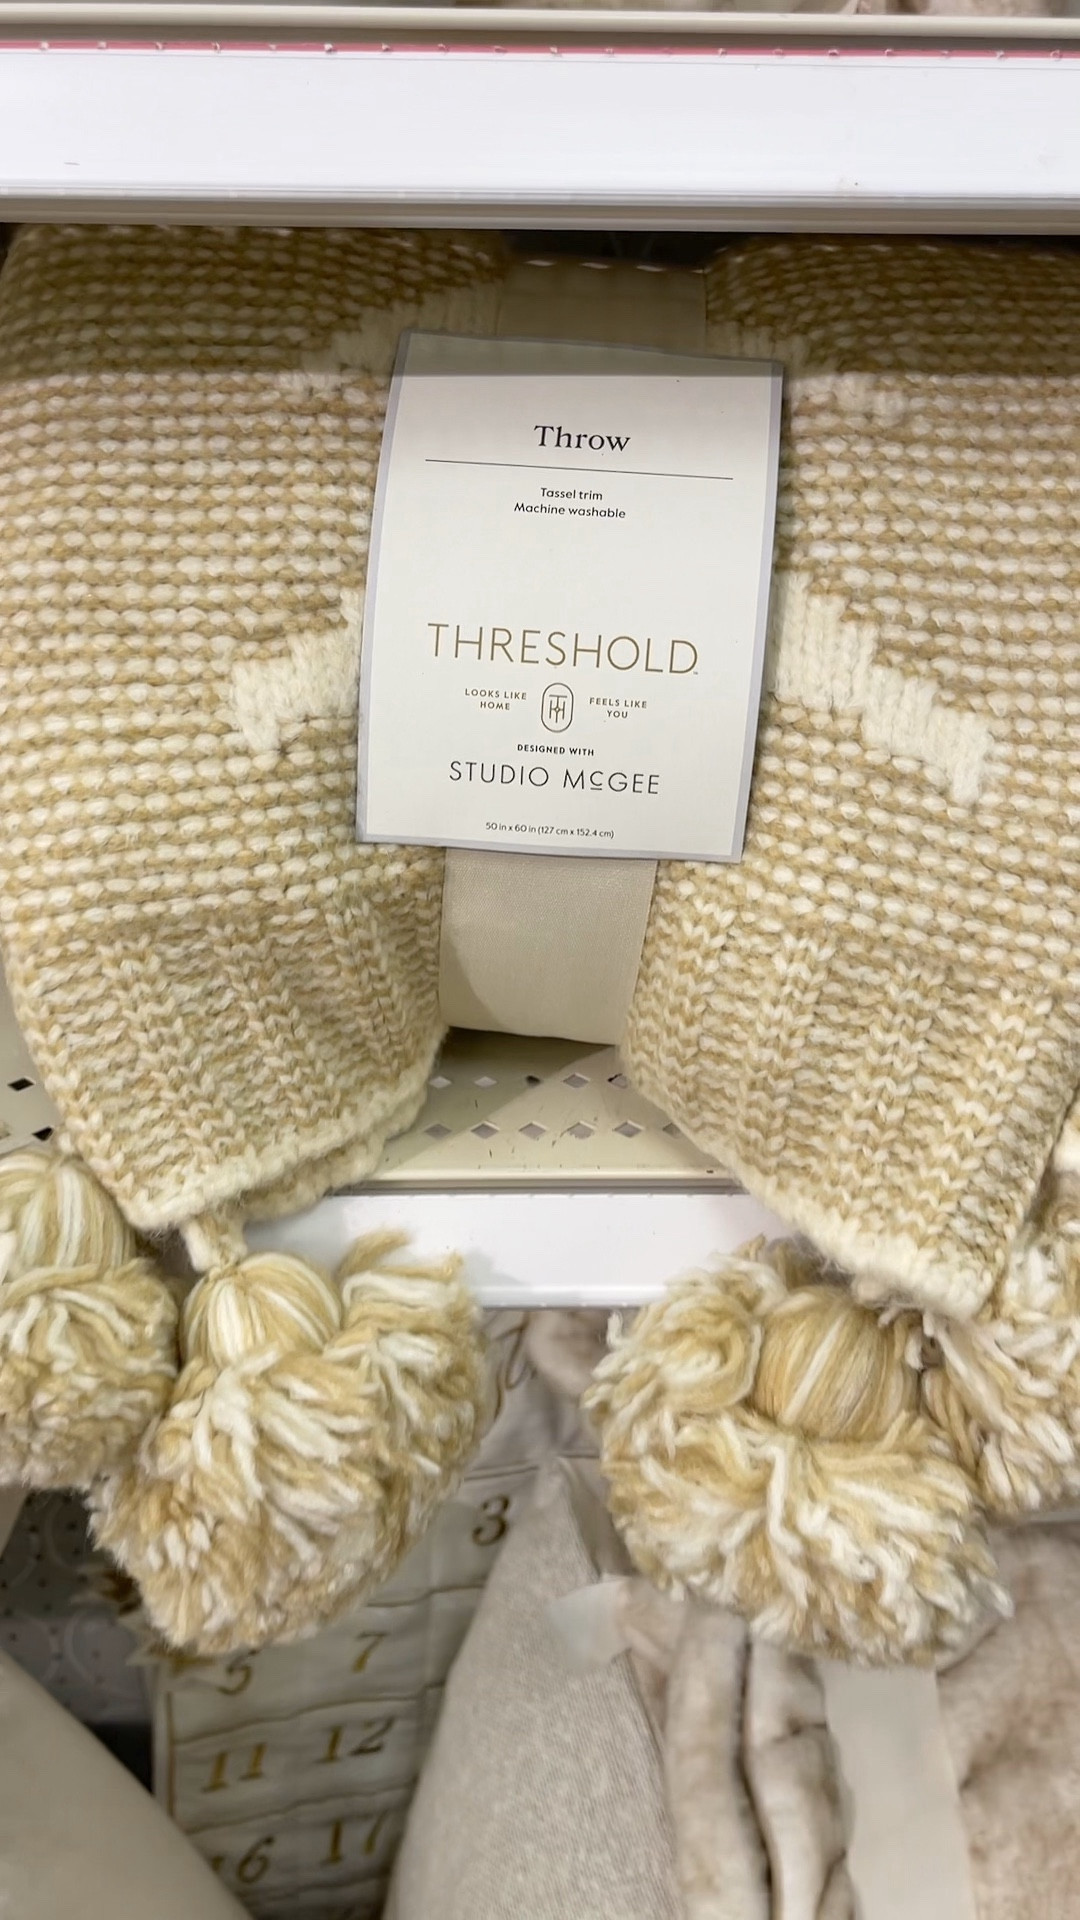 Throw
Tassel trim
Machine washable
THRESHOLD™
LOOKS LIKE
HOME
FEELS LIKE
YOU
DESIGNED WITH
STUDIO McGEE
50 in x 60 in (127 cm x 152.4 cm)
3
5 7
11 12
16 17